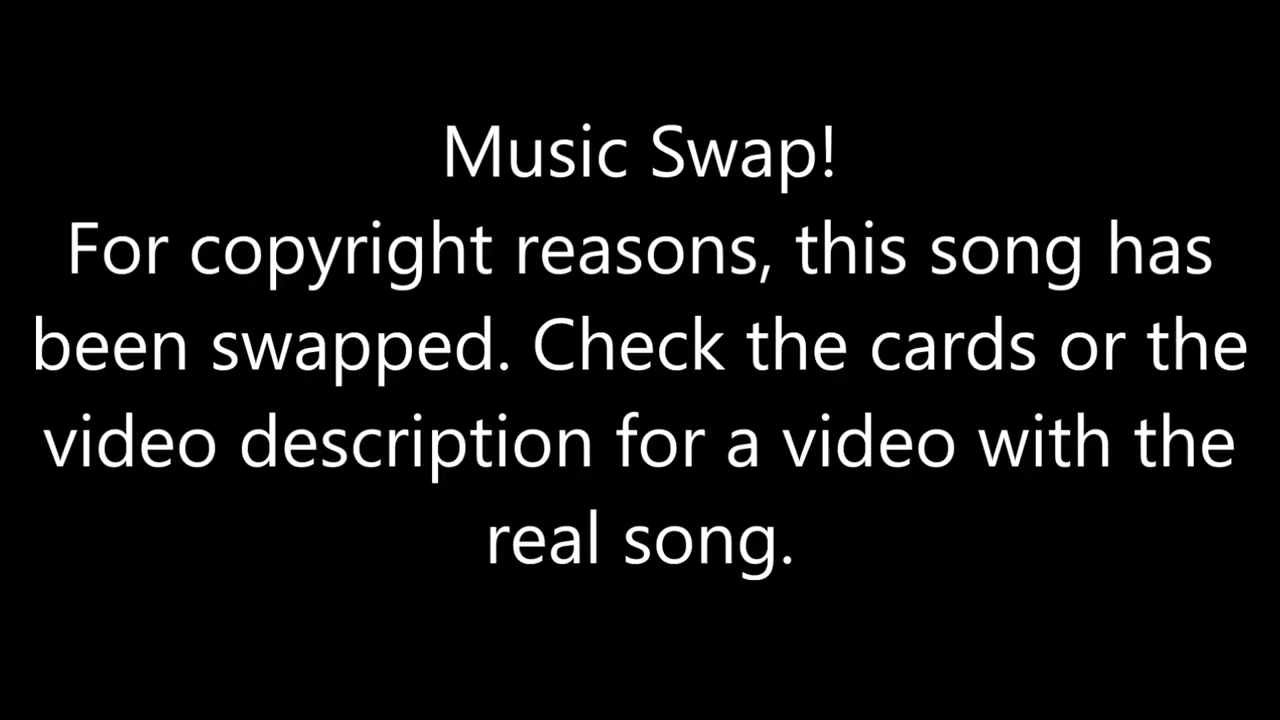 Music Swap!
For copyright reasons, this song has
been swapped. Check the cards or the
video description for a video with the
real song.